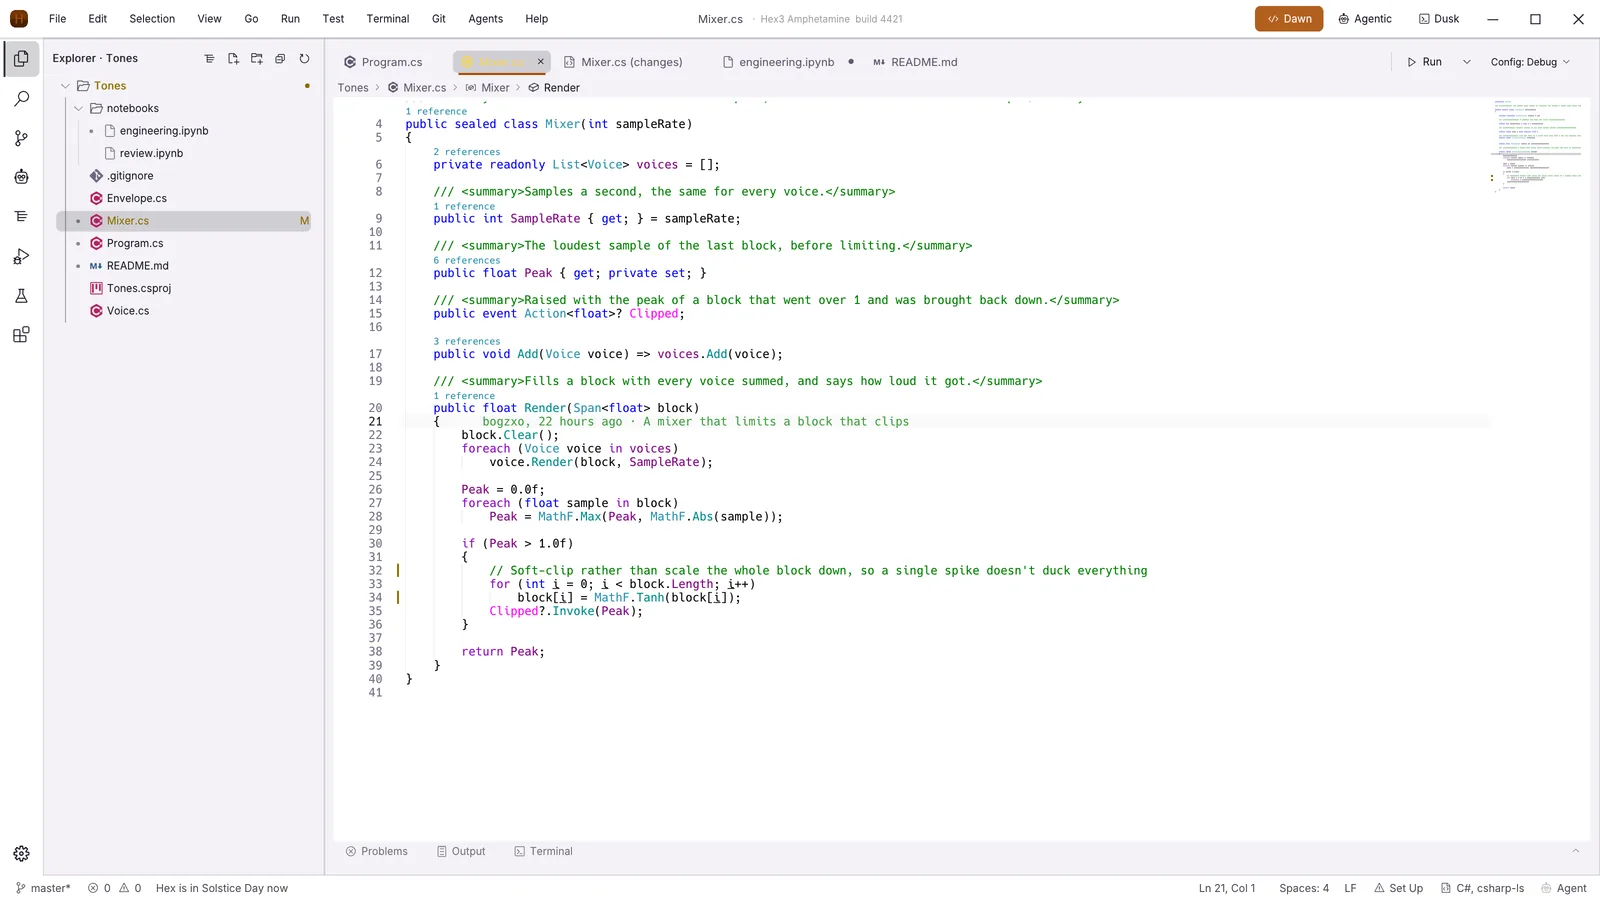 File Edit Selection View Go Run Test Terminal Git Agents Help
Mixer.cs · Hex3 Amphetamine build 4421
Dawn Agentic Dusk
Explorer · Tones
Tones
notebooks
engineering.ipynb
review.ipynb
.gitignore
Envelope.cs
Mixer.cs M
Program.cs
README.md
Tones.csproj
Voice.cs
Program.cs
Mixer.cs (changes)
engineering.ipynb
README.md
Run
Config: Debug
Tones > Mixer.cs > Mixer > Render
1 reference
4 public sealed class Mixer(int sampleRate)
5 {
2 references
6 private readonly List<Voice> voices = [];
7
8 /// <summary>Samples a second, the same for every voice.</summary>
1 reference
9 public int SampleRate { get; } = sampleRate;
10
11 /// <summary>The loudest sample of the last block, before limiting.</summary>
6 references
12 public float Peak { get; private set; }
13
14 /// <summary>Raised with the peak of a block that went over 1 and was brought back down.</summary>
15 public event Action<float>? Clipped;
16
3 references
17 public void Add(Voice voice) => voices.Add(voice);
18
19 /// <summary>Fills a block with every voice summed, and says how loud it got.</summary>
1 reference
20 public float Render(Span<float> block)
21 { bogzxo, 22 hours ago · A mixer that limits a block that clips
22 block.Clear();
23 foreach (Voice voice in voices)
24 voice.Render(block, SampleRate);
25
26 Peak = 0.0f;
27 foreach (float sample in block)
28 Peak = MathF.Max(Peak, MathF.Abs(sample));
29
30 if (Peak > 1.0f)
31 {
32 // Soft-clip rather than scale the whole block down, so a single spike doesn't duck everything
33 for (int i = 0; i < block.Length; i++)
34 block[i] = MathF.Tanh(block[i]);
35 Clipped?.Invoke(Peak);
36 }
37
38 return Peak;
39 }
40 }
41
Problems Output Terminal
master* 0 0 Hex is in Solstice Day now
Ln 21, Col 1 Spaces: 4 LF Set Up C#, csharp-ls Agent